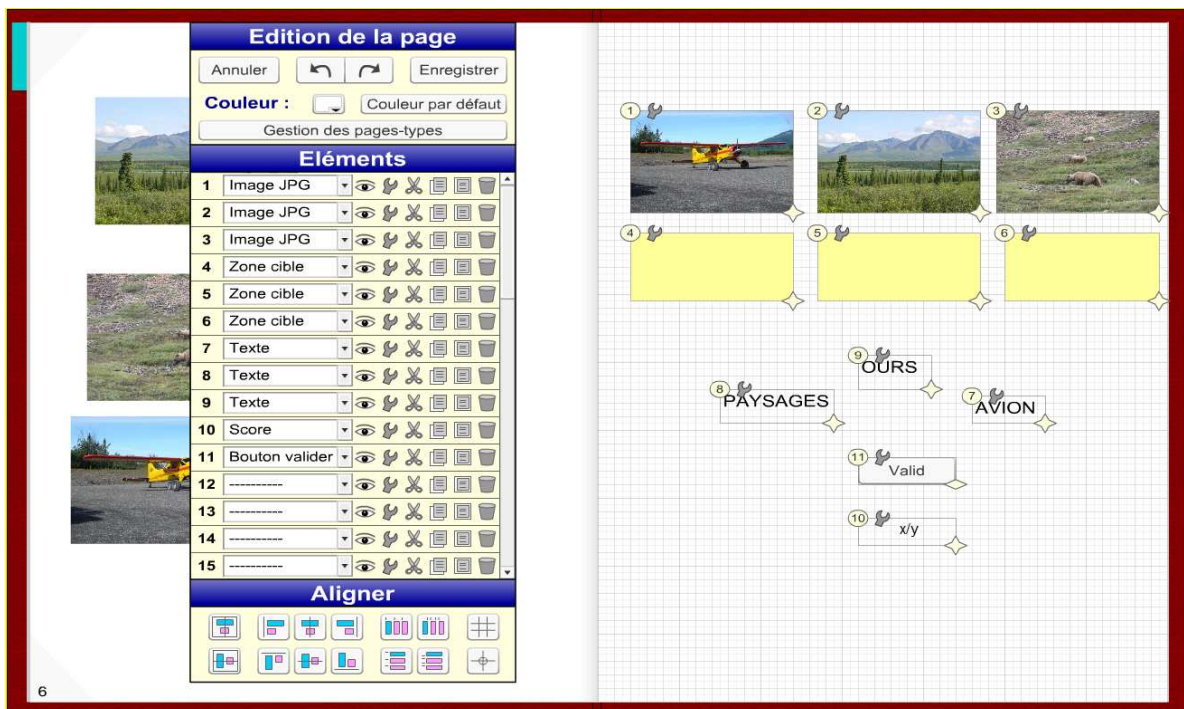 Edition de la page
Annuler Enregistrer
Couleur : Couleur par défaut
Gestion des pages-types
Eléments
1 Image JPG
2 Image JPG
3 Image JPG
4 Zone cible
5 Zone cible
6 Zone cible
7 Texte
8 Texte
9 Texte
10 Score
11 Bouton valider
12 ----------
13 ----------
14 ----------
15 ----------
Aligner
6
1 2 3
4 5 6
9
OURS
8
PAYSAGES
7
AVION
11
Valid
10
x/y